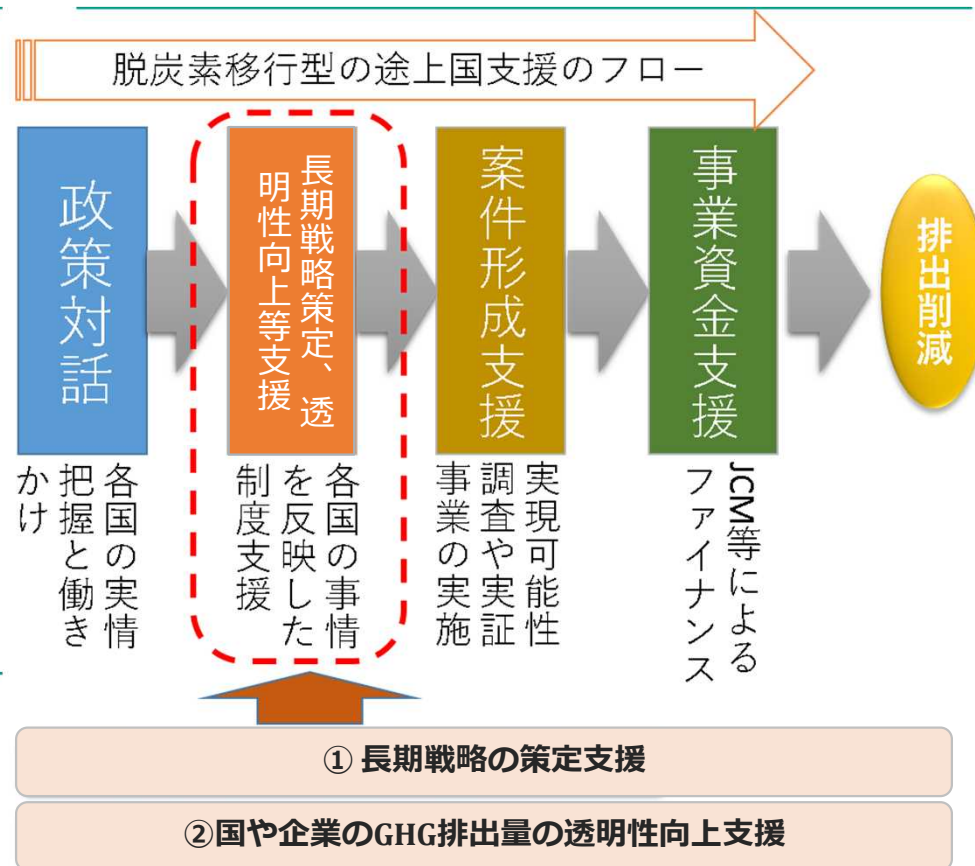 脱炭素移行型の途上国支援のフロー
政策対話
長期戦略策定、透
明性向上等支援
案件形成支援
事業資金支援
排出削減
各国の実情
把握と働き
かけ
各国の事情
を反映した
制度支援
実現可能性
調査や実証
事業の実施
JCM等による
ファイナンス
① 長期戦略の策定支援
②国や企業のGHG排出量の透明性向上支援